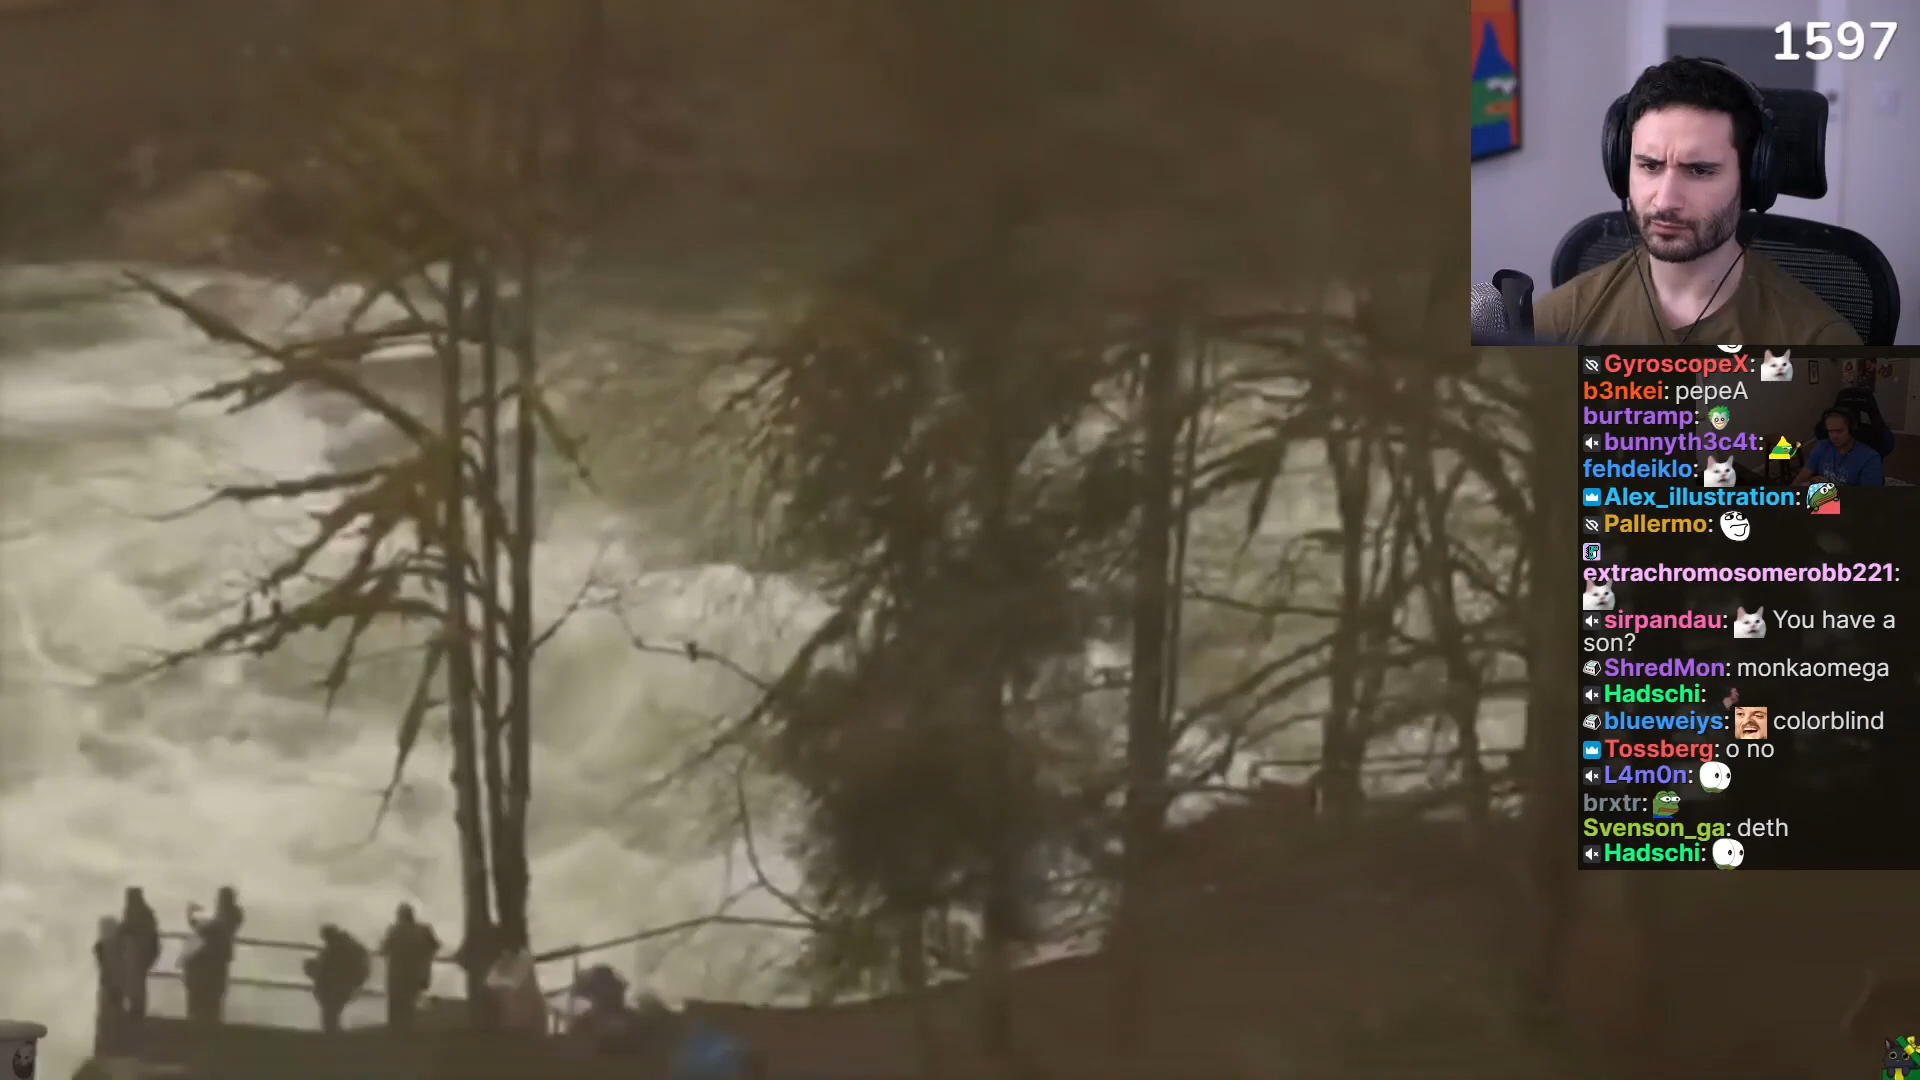 1597
GyroscopeX:
b3nkei: pepeA
burtramp:
bunnyth3c4t:
fehdeiklo:
Alex_illustration:
Pallermo:
extrachromosomerobb221:
sirpandau: You have a
son?
ShredMon: monkaomega
Hadschi:
blueweiys: colorblind
Tossberg: o no
L4m0n:
brxtr:
Svenson_ga: deth
Hadschi: